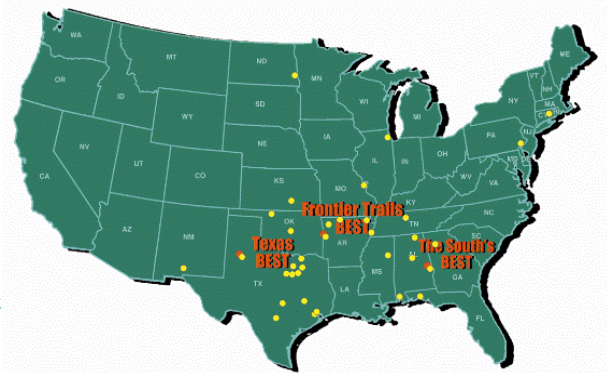 WA
MT
ND
MN
ME
VT
NH
OR
ID
SD
WI
MI
NY
MA
CT
WY
NE
IA
PA
NJ
NV
UT
CO
IL
IN
OH
MD
DE
CA
KS
MO
WV
VA
KY
AZ
NM
OK
Frontier Trails
BEST
TN
NC
AR
SC
Texas
BEST
The South's
BEST
TX
LA
MS
AL
GA
FL